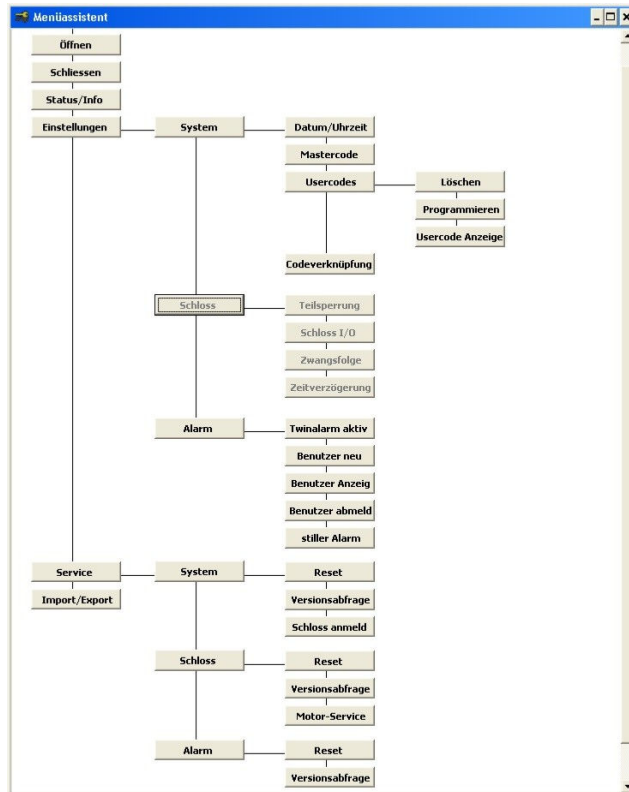 Menüassistent
Öffnen
Schliessen
Status/Info
Einstellungen System Datum/Uhrzeit
Mastercode
Usercodes Löschen
Programmieren
Usercode Anzeige
Codeverknüpfung
Schloss Teilsperrung
Schloss I/O
Zwangsfolge
Zeitverzögerung
Alarm Twinalarm aktiv
Benutzer neu
Benutzer Anzeig
Benutzer abmeld
stiller Alarm
Service System Reset
Import/Export Versionsabfrage
Schloss anmeld
Schloss Reset
Versionsabfrage
Motor-Service
Alarm Reset
Versionsabfrage